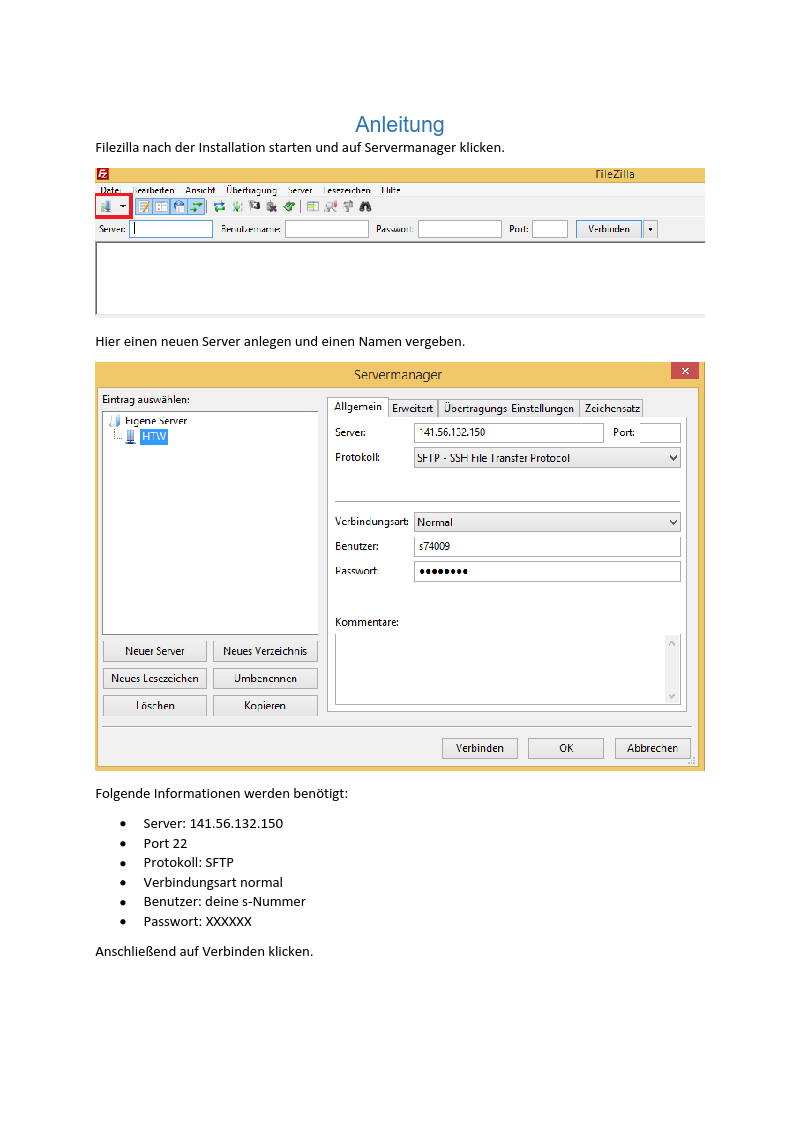 Anleitung
Filezilla nach der Installation starten und auf Servermanager klicken.
Fz FileZilla
Datei Bearbeiten Ansicht Übertragung Server Lesezeichen Hilfe
Server: Benutzername: Passwort: Port: Verbinden
Hier einen neuen Server anlegen und einen Namen vergeben.
Servermanager
Eintrag auswählen:
Eigene Server
HTW
Neuer Server Neues Verzeichnis
Neues Lesezeichen Umbenennen
Löschen Kopieren
Allgemein Erweitert Übertragungs-Einstellungen Zeichensatz
Server: 141.56.132.150 Port:
Protokoll: SFTP - SSH File Transfer Protocol
Verbindungsart: Normal
Benutzer: s74009
Passwort: ●●●●●●●●
Kommentare:
Verbinden OK Abbrechen
Folgende Informationen werden benötigt:
• Server: 141.56.132.150
• Port 22
• Protokoll: SFTP
• Verbindungsart normal
• Benutzer: deine s-Nummer
• Passwort: XXXXXX
Anschließend auf Verbinden klicken.